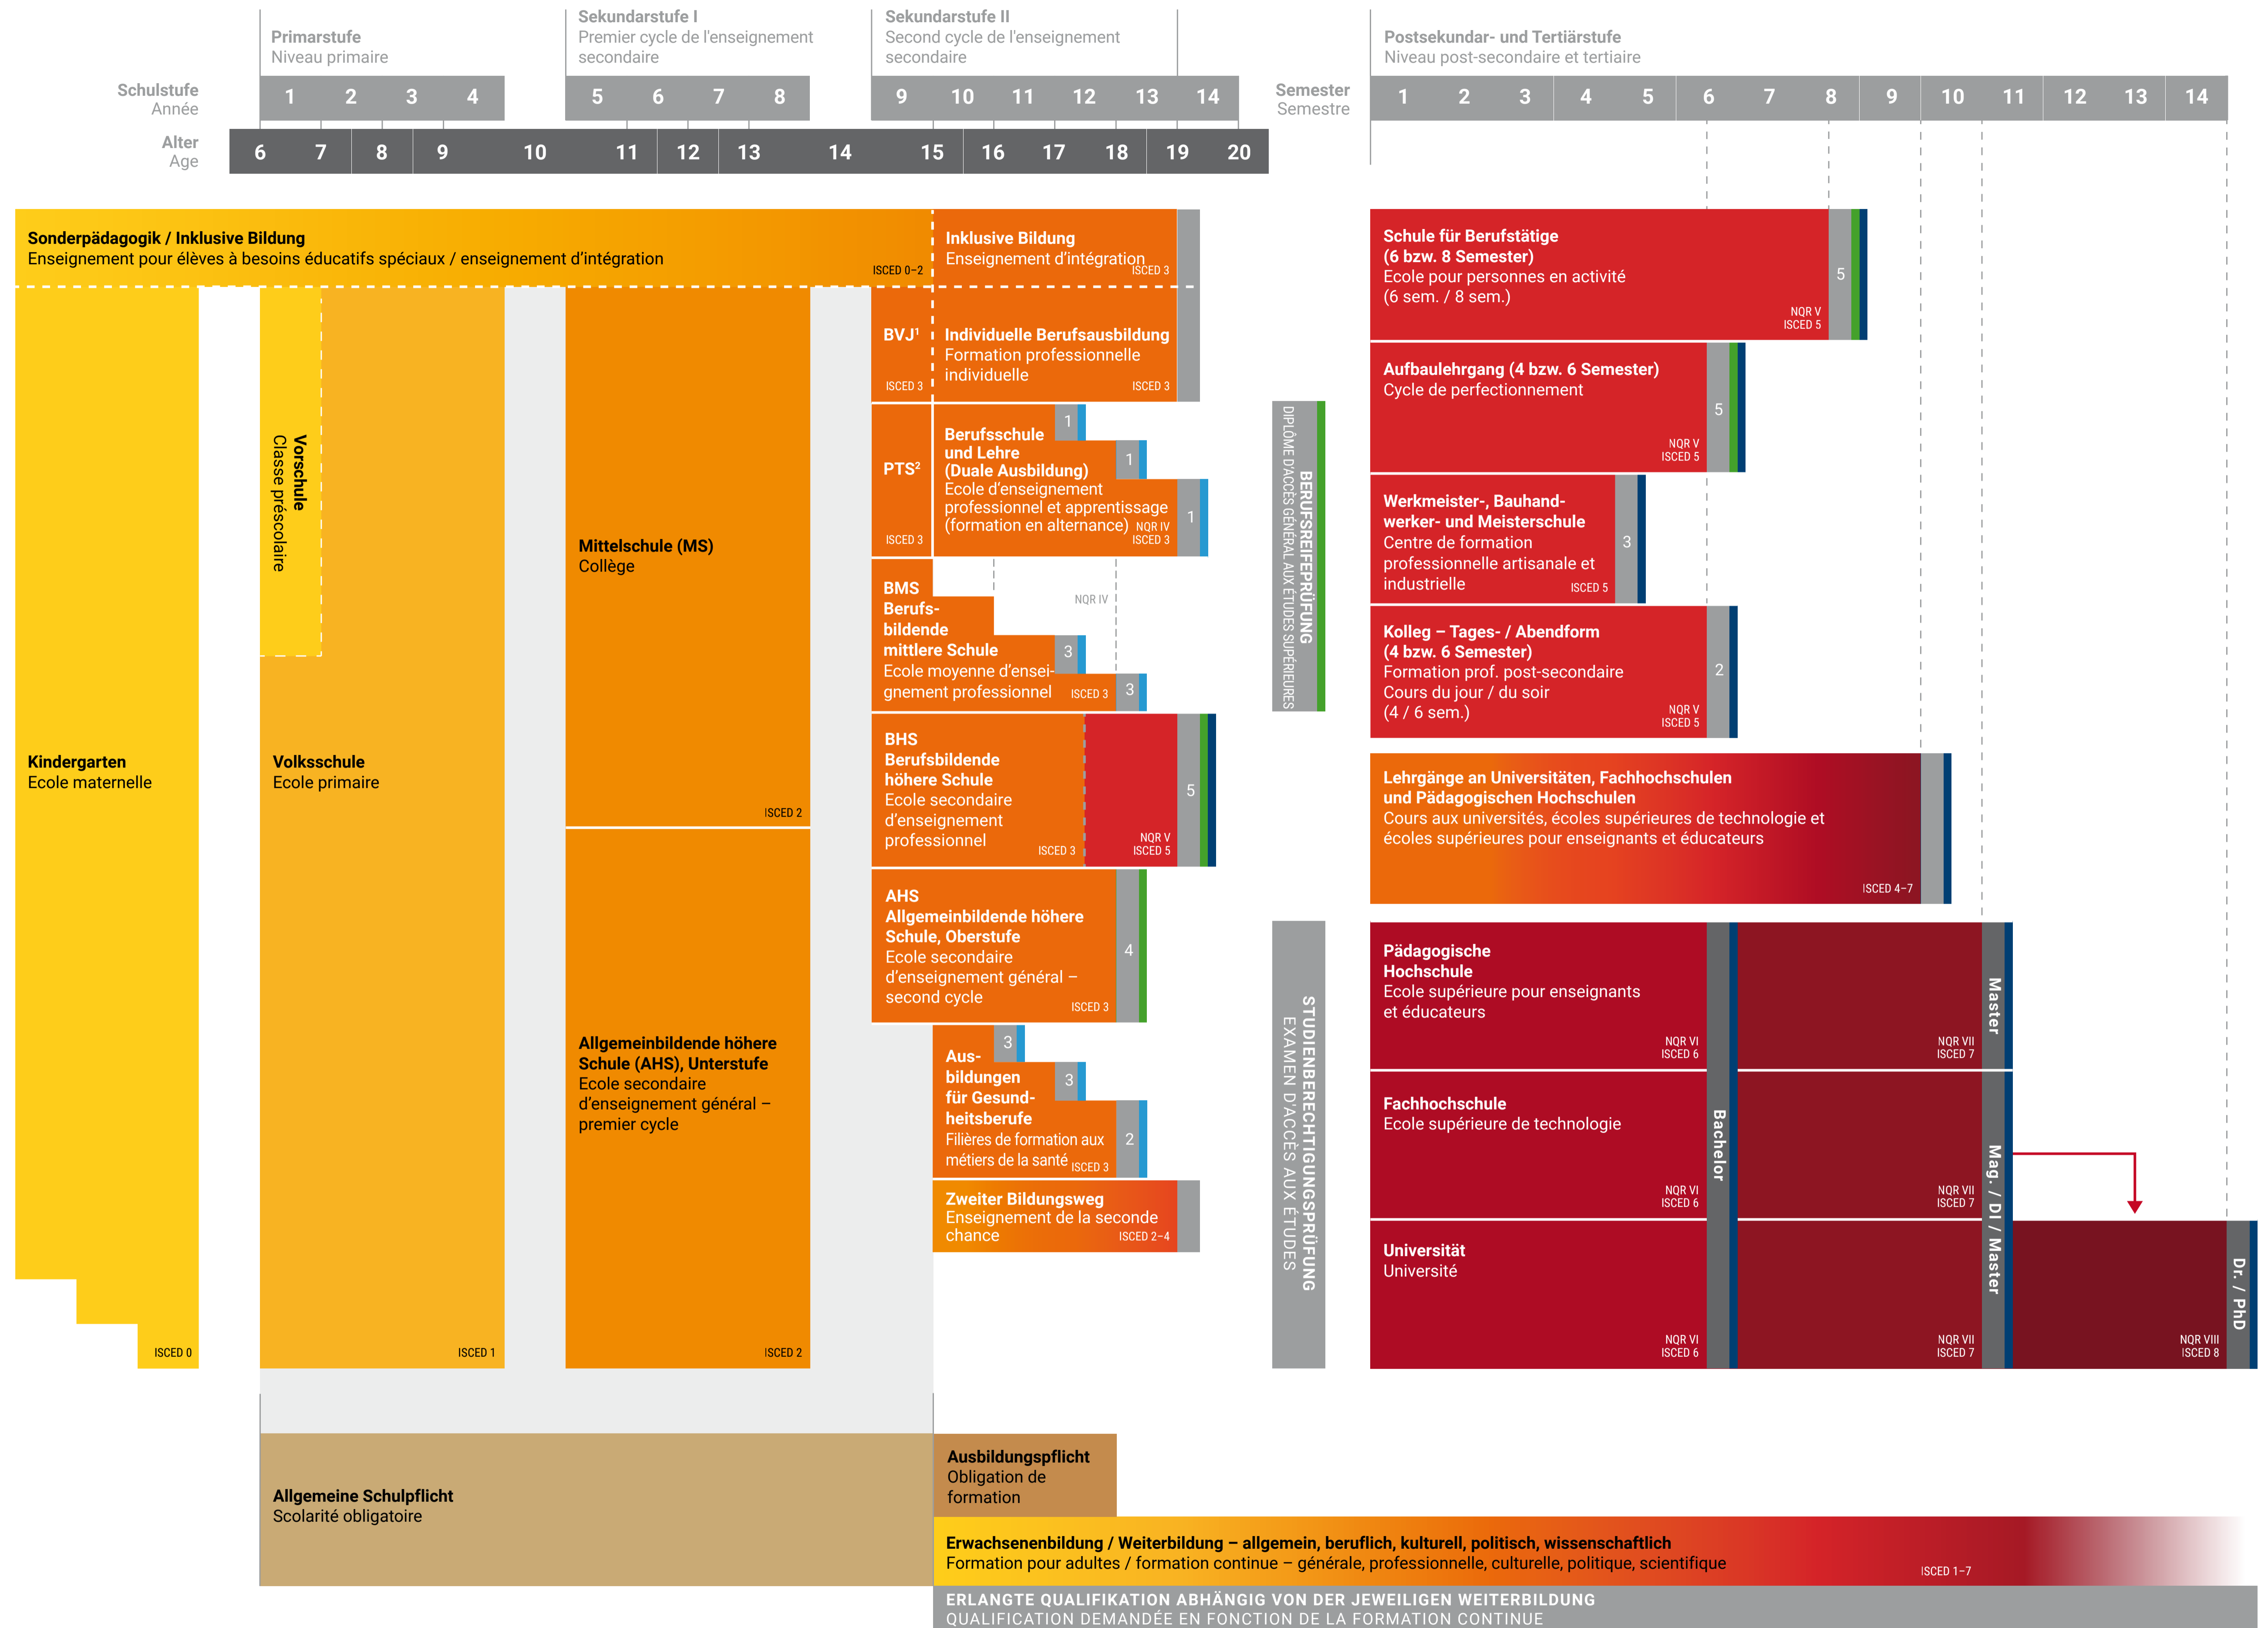 Primarstufe
Niveau primaire
Sekundarstufe I
Premier cycle de l'enseignement
secondaire
Sekundarstufe II
Second cycle de l'enseignement
secondaire
Postsekundar- und Tertiärstufe
Niveau post-secondaire et tertiaire
Schulstufe
Année
1 2 3 4 5 6 7 8 9 10 11 12 13 14
Semester
Semestre
1 2 3 4 5 6 7 8 9 10 11 12 13 14
Alter
Age
6 7 8 9 10 11 12 13 14 15 16 17 18 19 20
Sonderpädagogik / Inklusive Bildung
Enseignement pour élèves à besoins éducatifs spéciaux / enseignement d’intégration
ISCED 0–2
Inklusive Bildung
Enseignement d’intégration
ISCED 3
Kindergarten
Ecole maternelle
ISCED 0
Vorschule
Classe préscolaire
Volksschule
Ecole primaire
ISCED 1
Mittelschule (MS)
Collège
ISCED 2
Allgemeinbildende höhere
Schule (AHS), Unterstufe
Ecole secondaire
d’enseignement général –
premier cycle
ISCED 2
BVJ¹
ISCED 3
Individuelle Berufsausbildung
Formation professionnelle
individuelle
ISCED 3
PTS²
ISCED 3
Berufsschule
und Lehre
(Duale Ausbildung)
Ecole d’enseignement
professionnel et apprentissage
(formation en alternance)
NQR IV
ISCED 3
1
1
1
BMS
Berufs-
bildende
mittlere Schule
Ecole moyenne d’ensei-
gnement professionnel
ISCED 3
NQR IV
3
3
BHS
Berufsbildende
höhere Schule
Ecole secondaire
d’enseignement
professionnel
ISCED 3
NQR V
ISCED 5
5
AHS
Allgemeinbildende höhere
Schule, Oberstufe
Ecole secondaire
d’enseignement général –
second cycle
ISCED 3
4
Aus-
bildungen
für Gesund-
heitsberufe
Filières de formation aux
métiers de la santé
ISCED 3
3
3
2
Zweiter Bildungsweg
Enseignement de la seconde
chance
ISCED 2–4
BERUFSREIFEPRÜFUNG
DIPLÔME D’ACCÈS GÉNÉRAL AUX ÉTUDES SUPÉRIEURES
STUDIENBERECHTIGUNGSPRÜFUNG
EXAMEN D’ACCÈS AUX ÉTUDES
Schule für Berufstätige
(6 bzw. 8 Semester)
Ecole pour personnes en activité
(6 sem. / 8 sem.)
NQR V
ISCED 5
5
Aufbaulehrgang (4 bzw. 6 Semester)
Cycle de perfectionnement
NQR V
ISCED 5
5
Werkmeister-, Bauhand-
werker- und Meisterschule
Centre de formation
professionnelle artisanale et
industrielle
ISCED 5
3
Kolleg – Tages- / Abendform
(4 bzw. 6 Semester)
Formation prof. post-secondaire
Cours du jour / du soir
(4 / 6 sem.)
NQR V
ISCED 5
2
Lehrgänge an Universitäten, Fachhochschulen
und Pädagogischen Hochschulen
Cours aux universités, écoles supérieures de technologie et
écoles supérieures pour enseignants et éducateurs
ISCED 4–7
Pädagogische
Hochschule
Ecole supérieure pour enseignants
et éducateurs
NQR VI
ISCED 6
NQR VII
ISCED 7
Master
Fachhochschule
Ecole supérieure de technologie
NQR VI
ISCED 6
Bachelor
NQR VII
ISCED 7
Mag. / DI / Master
Universität
Université
NQR VI
ISCED 6
NQR VII
ISCED 7
NQR VIII
ISCED 8
Dr. / PhD
Allgemeine Schulpflicht
Scolarité obligatoire
Ausbildungspflicht
Obligation de
formation
Erwachsenenbildung / Weiterbildung – allgemein, beruflich, kulturell, politisch, wissenschaftlich
Formation pour adultes / formation continue – générale, professionnelle, culturelle, politique, scientifique
ISCED 1–7
ERLANGTE QUALIFIKATION ABHÄNGIG VON DER JEWEILIGEN WEITERBILDUNG
QUALIFICATION DEMANDÉE EN FONCTION DE LA FORMATION CONTINUE